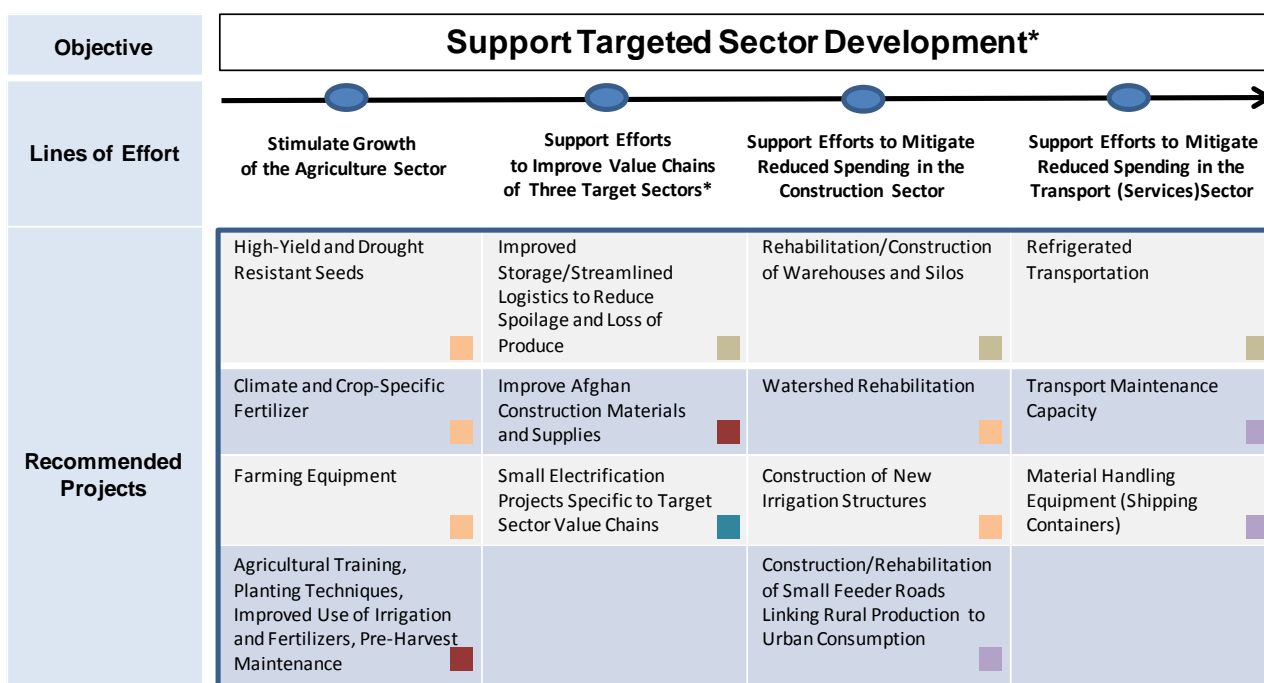 Objective
Support Targeted Sector Development*
Lines of Effort
Stimulate Growth
of the Agriculture Sector
Support Efforts
to Improve Value Chains
of Three Target Sectors*
Support Efforts to Mitigate
Reduced Spending in the
Construction Sector
Support Efforts to Mitigate
Reduced Spending in the
Transport (Services)Sector
Recommended
Projects
High-Yield and Drought
Resistant Seeds
Improved
Storage/Streamlined
Logistics to Reduce
Spoilage and Loss of
Produce
Rehabilitation/Construction
of Warehouses and Silos
Refrigerated
Transportation
Climate and Crop-Specific
Fertilizer
Improve Afghan
Construction Materials
and Supplies
Watershed Rehabilitation
Transport Maintenance
Capacity
Farming Equipment
Small Electrification
Projects Specific to Target
Sector Value Chains
Construction of New
Irrigation Structures
Material Handling
Equipment (Shipping
Containers)
Agricultural Training,
Planting Techniques,
Improved Use of Irrigation
and Fertilizers, Pre-Harvest
Maintenance
Construction/Rehabilitation
of Small Feeder Roads
Linking Rural Production to
Urban Consumption